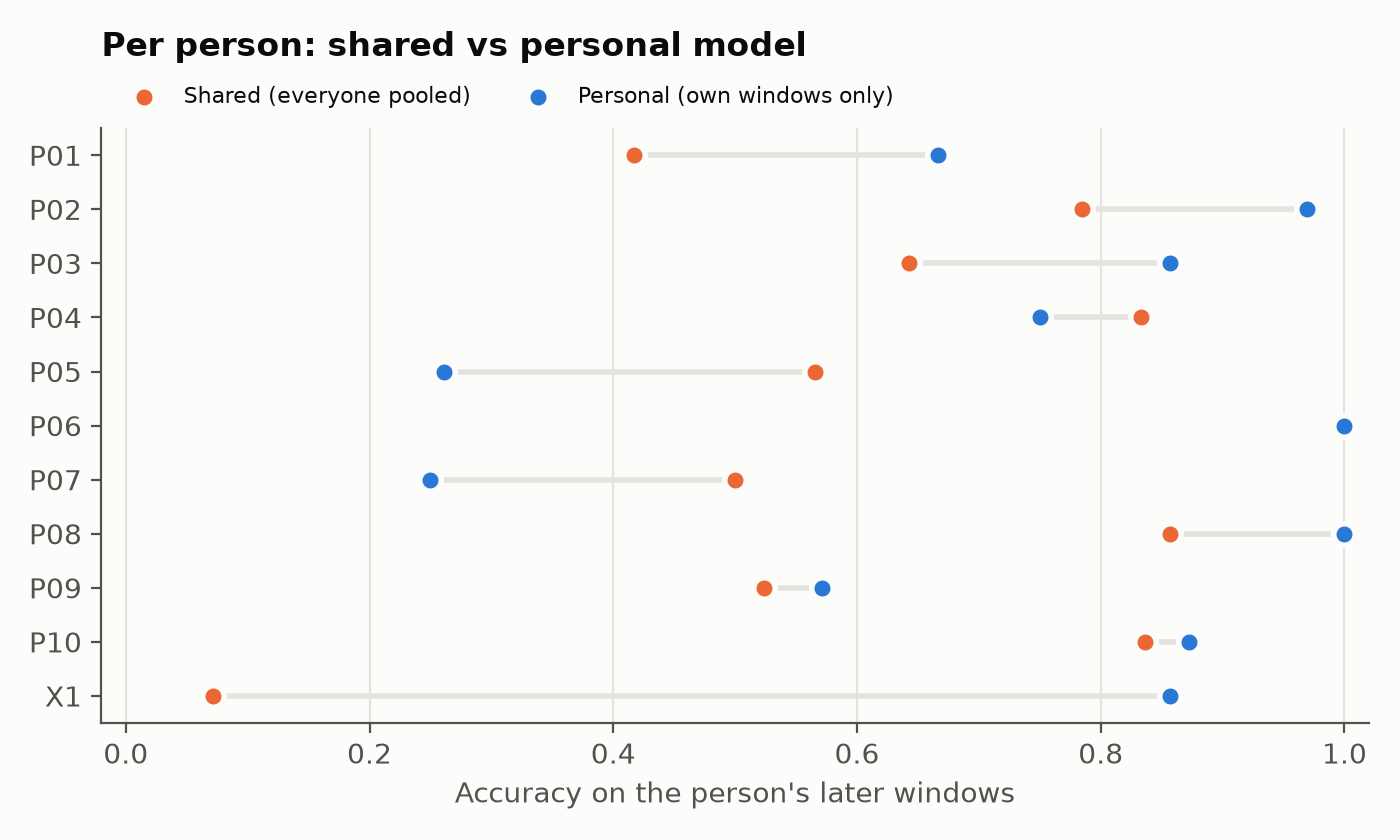 Per person: shared vs personal model
Shared (everyone pooled)
Personal (own windows only)
P01
P02
P03
P04
P05
P06
P07
P08
P09
P10
X1
0.0 0.2 0.4 0.6 0.8 1.0
Accuracy on the person's later windows